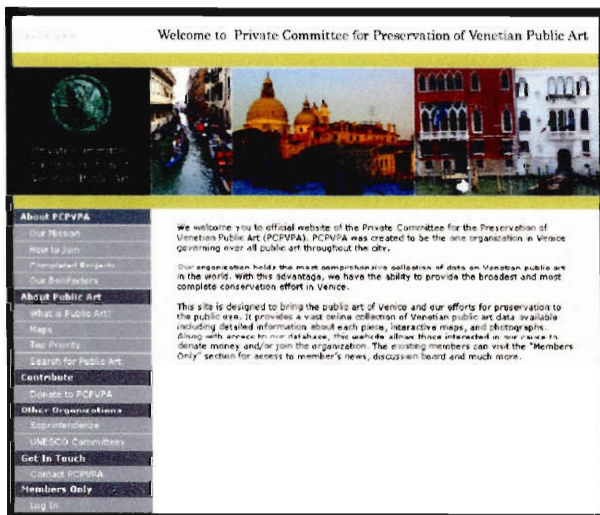 Welcome to Private Committee for Preservation of Venetian Public Art
Private Committee
Venetian Public Art
About PCPVPA
Our Mission
How to Join
Completed Projects
Our Benifactors
About Public Art
What is Public Art?
Maps
Top Priority
Search for Public Art
Contribute
Donate to PCPVPA
Other Organizations
Soprintendenze
UNESCO Committees
Get In Touch
Contact PCPVPA
Members Only
Log In
We welcome you to official website of the Private Committee for the Preservation of
Venetian Public Art (PCPVPA). PCPVPA was created to be the one organization in Venice
governing over all public art throughout the city.
Our organization holds the most comprehensive collection of data on Venetian public art
in the world. With this advantage, we have the ability to provide the broadest and most
complete conservation effort in Venice.
This site is designed to bring the public art of Venice and our efforts for preservation to
the public eye. It provides a vast online collection of Venetian public art data available
including detailed information about each piece, interactive maps, and photographs.
Along with access to our database, this website allows those interested in our cause to
donate money and/or join the organization. The existing members can visit the "Members
Only" section for access to member's news, discussion board and much more.